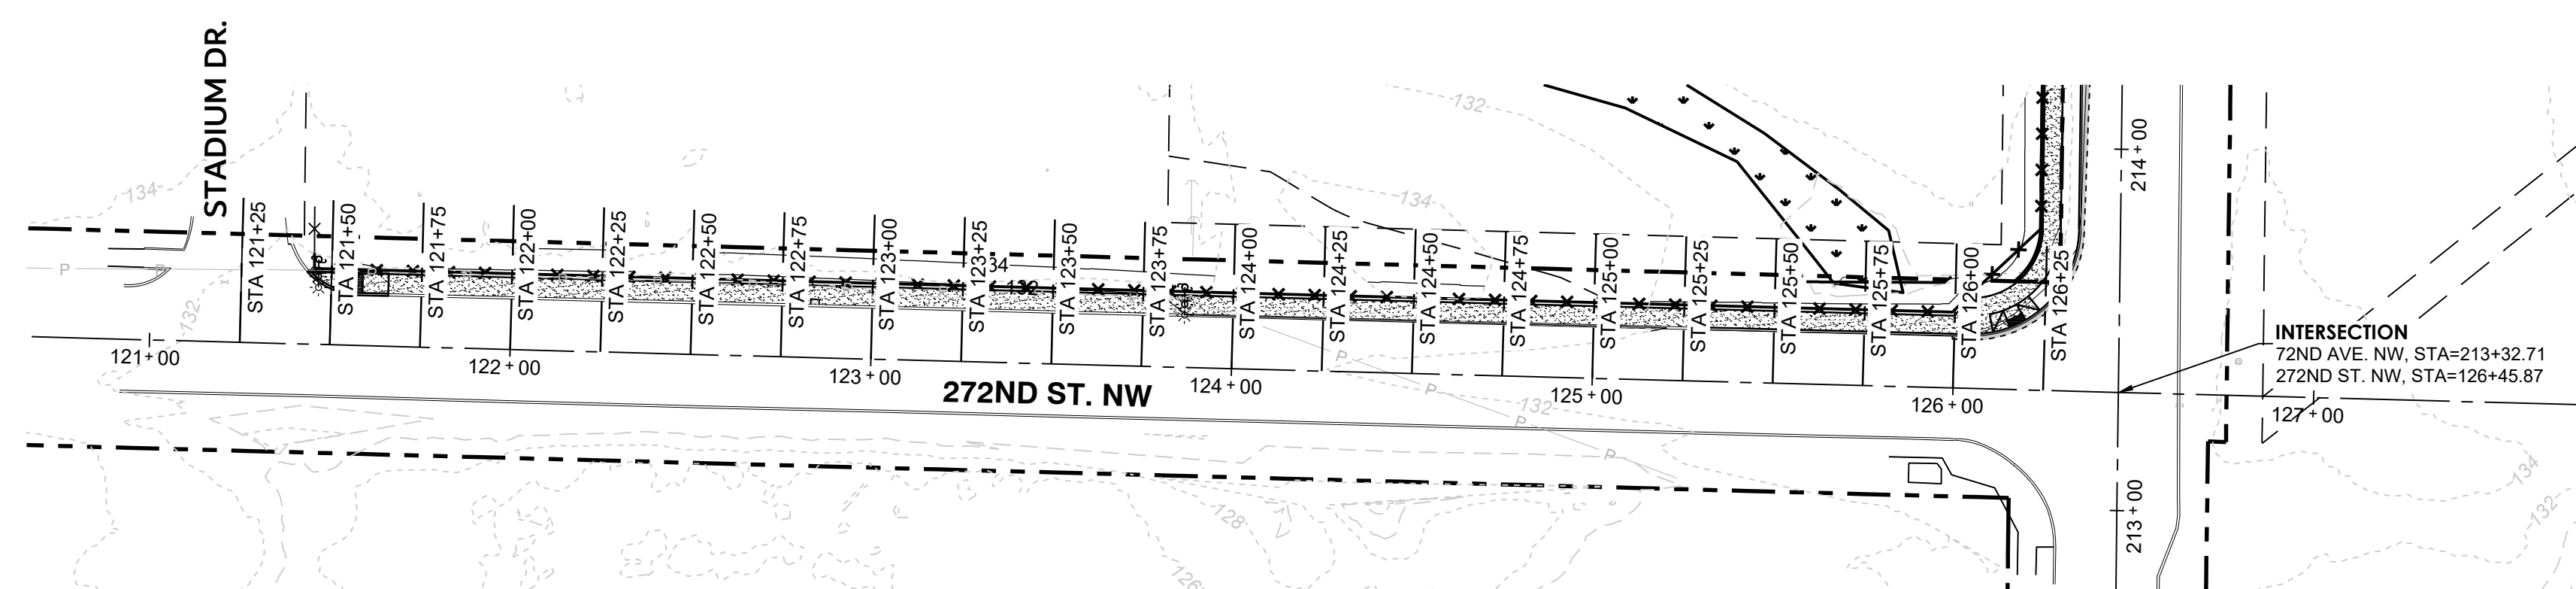 STADIUM DR.
STA 121+25
STA 121+50
STA 121+75
STA 122+00
STA 122+25
STA 122+50
STA 122+75
STA 123+00
STA 123+25
STA 123+50
STA 123+75
STA 124+00
STA 124+25
STA 124+50
STA 124+75
STA 125+00
STA 125+25
STA 125+50
STA 125+75
STA 126+00
STA 126+25
134
132
132
134
34
132
P
P
121+00
122+00
123+00
124+00
125+00
126+00
127+00
272ND ST. NW
214+00
213+00
INTERSECTION
72ND AVE. NW, STA=213+32.71
272ND ST. NW, STA=126+45.87
P
P
P
P
132
128
126
134
132